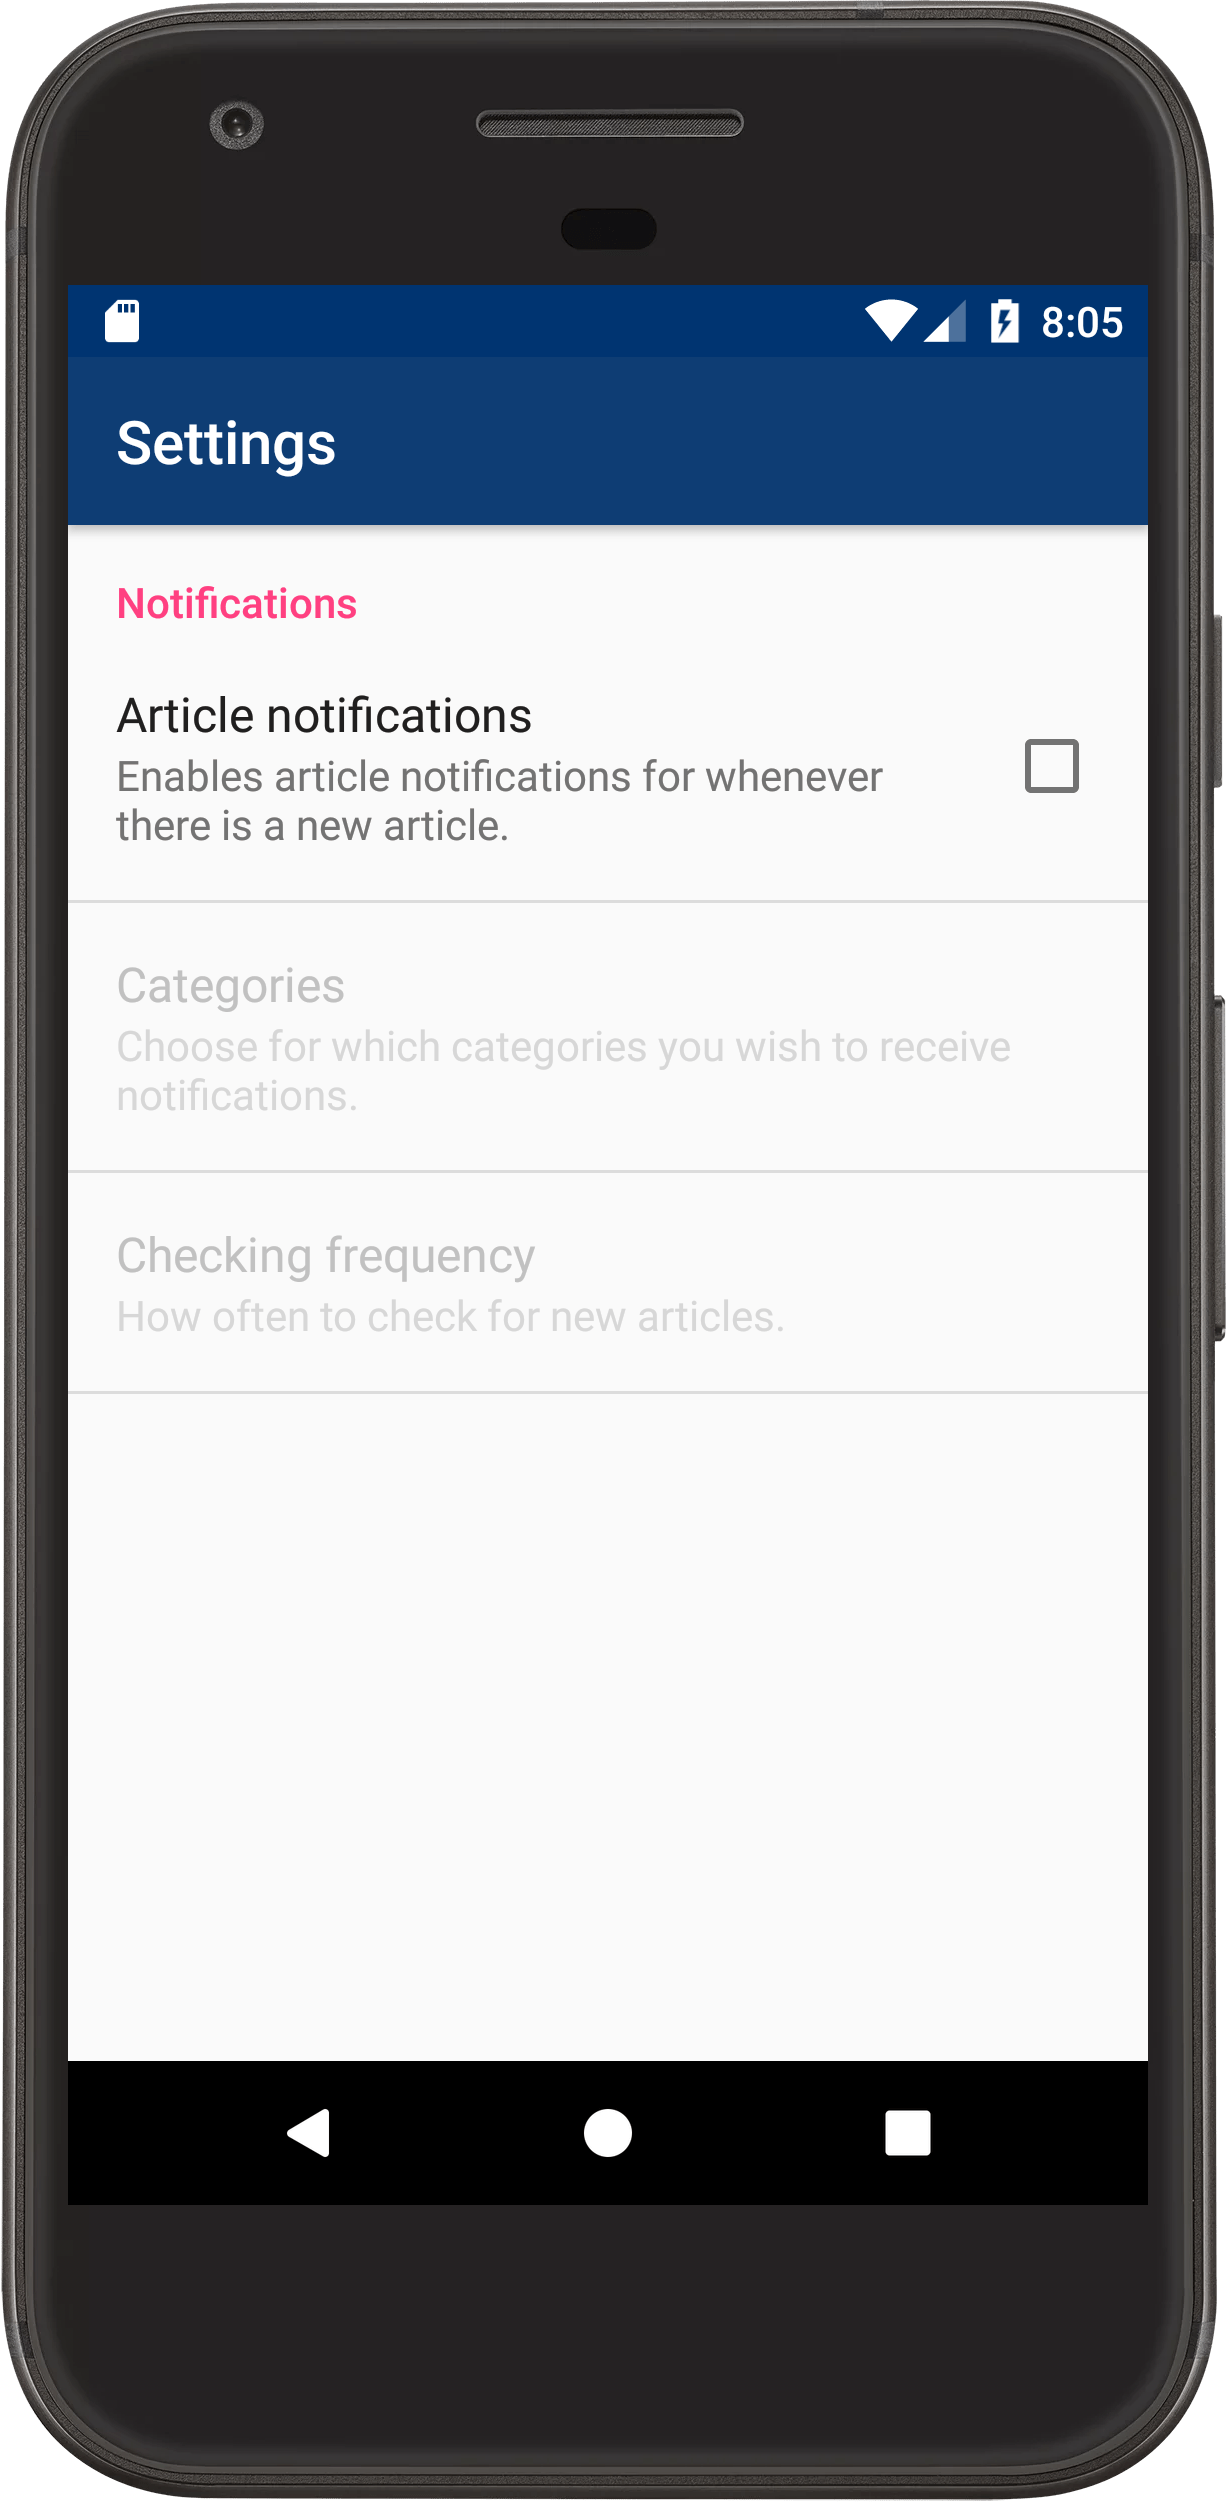 8:05
Settings
Notifications
Article notifications
Enables article notifications for whenever
there is a new article.
Categories
Choose for which categories you wish to receive
notifications.
Checking frequency
How often to check for new articles.